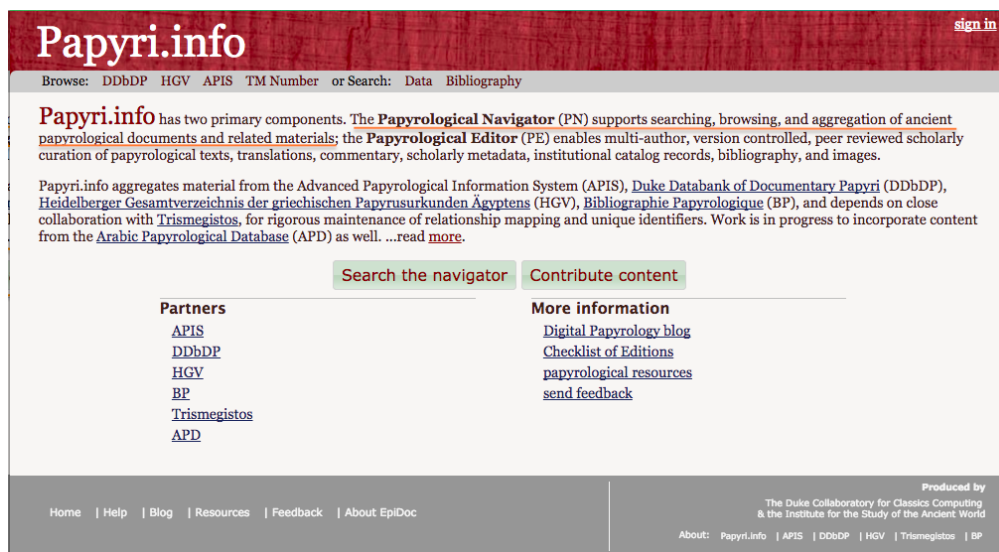 Papyri.info
sign in
Browse: DDbDP HGV APIS TM Number or Search: Data Bibliography
Papyri.info has two primary components. The Papyrological Navigator (PN) supports searching, browsing, and aggregation of ancient
papyrological documents and related materials; the Papyrological Editor (PE) enables multi-author, version controlled, peer reviewed scholarly
curation of papyrological texts, translations, commentary, scholarly metadata, institutional catalog records, bibliography, and images.
Papyri.info aggregates material from the Advanced Papyrological Information System (APIS), Duke Databank of Documentary Papyri (DDbDP),
Heidelberger Gesamtverzeichnis der griechischen Papyrusurkunden Ägyptens (HGV), Bibliographie Papyrologique (BP), and depends on close
collaboration with Trismegistos, for rigorous maintenance of relationship mapping and unique identifiers. Work is in progress to incorporate content
from the Arabic Papyrological Database (APD) as well. ...read more.
Search the navigator Contribute content
Partners
APIS
DDbDP
HGV
BP
Trismegistos
APD
More information
Digital Papyrology blog
Checklist of Editions
papyrological resources
send feedback
Home | Help | Blog | Resources | Feedback | About EpiDoc
Produced by
The Duke Collaboratory for Classics Computing
& the Institute for the Study of the Ancient World
About: Papyri.info | APIS | DDbDP | HGV | Trismegistos | BP